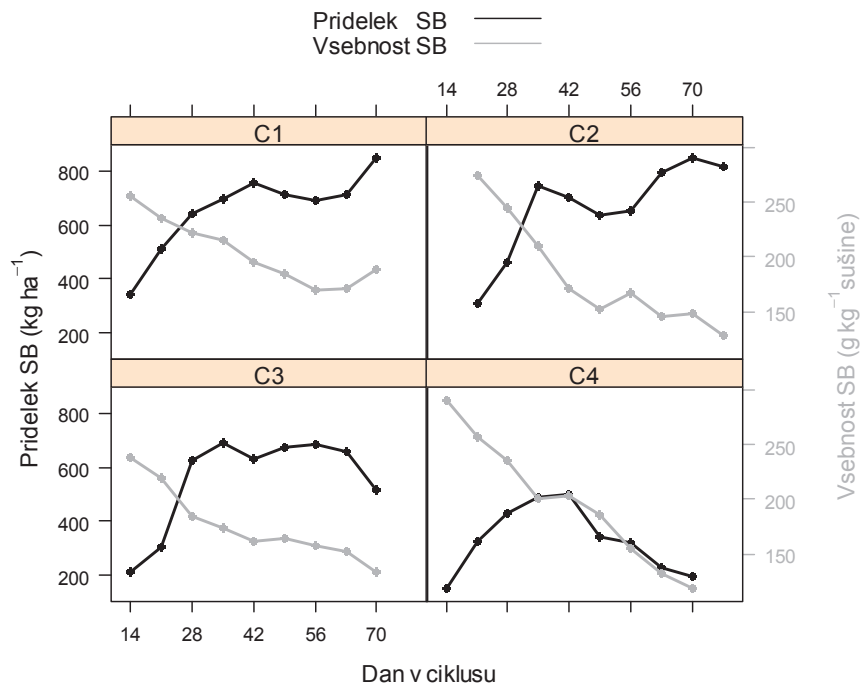 Pridelek SB
Vsebnost SB
14 28 42 56 70
C1 C2
800
600
400
200
250
200
150
C3 C4
800
600
400
200
250
200
150
14 28 42 56 70
Pridelek SB (kg ha⁻¹)
Vsebnost SB (g kg⁻¹ sušine)
Dan v ciklusu